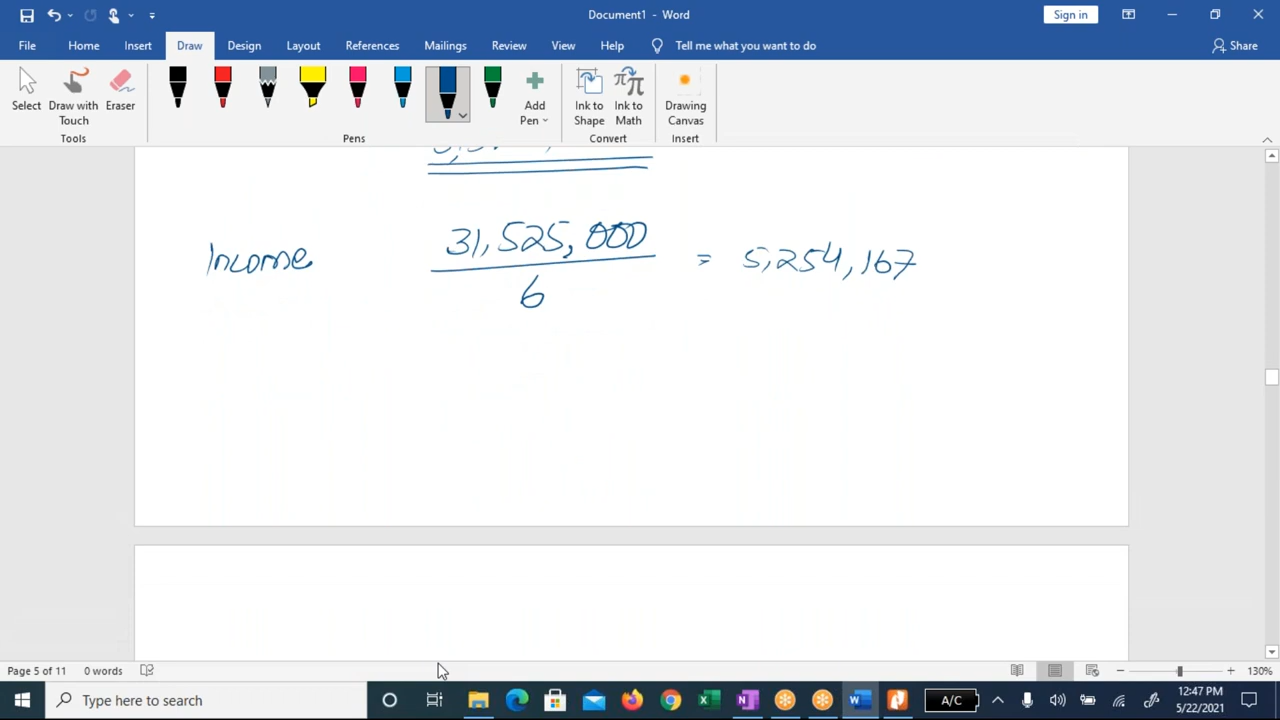 Document1 - Word
Sign in
File Home Insert Draw Design Layout References Mailings Review View Help Tell me what you want to do Share
Select Draw with Touch Eraser Add Pen Ink to Shape Ink to Math Drawing Canvas
Tools Pens Convert Insert
31,525,000
Income = 5,254,167
6
Page 5 of 11 0 words 130%
Type here to search A/C 12:47 PM
5/22/2021